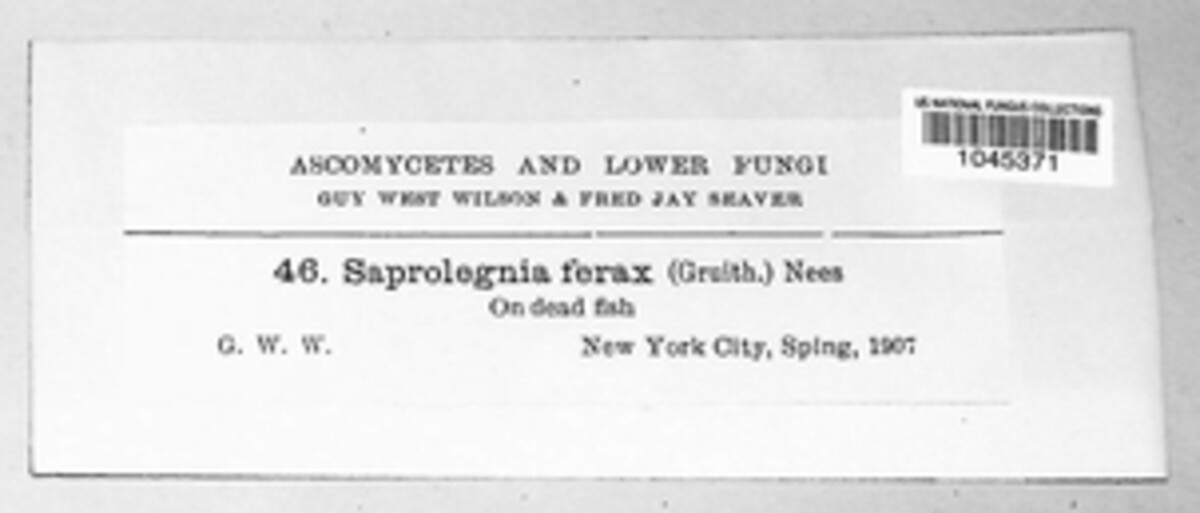 US NATIONAL FUNGUS COLLECTIONS
1045371
ASCOMYCETES AND LOWER FUNGI
GUY WEST WILSON & FRED JAY SEAVER
46. Saprolegnia ferax (Gruith.) Nees
On dead fish
G. W. W. New York City, Sping, 1907